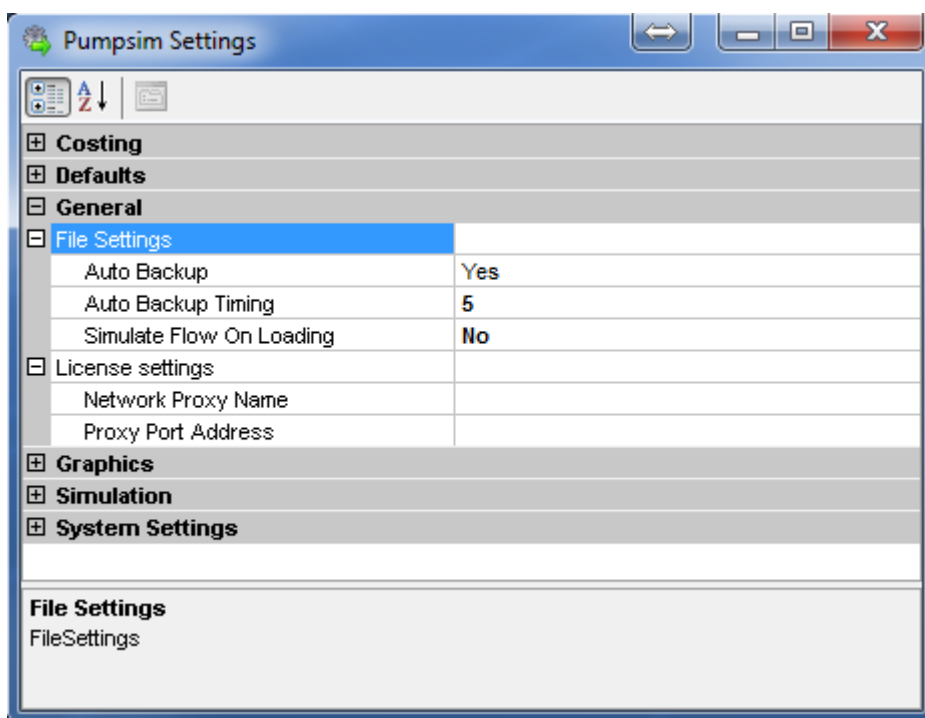 Pumpsim Settings
Costing
Defaults
General
File Settings
Auto Backup Yes
Auto Backup Timing 5
Simulate Flow On Loading No
License settings
Network Proxy Name
Proxy Port Address
Graphics
Simulation
System Settings
File Settings
FileSettings